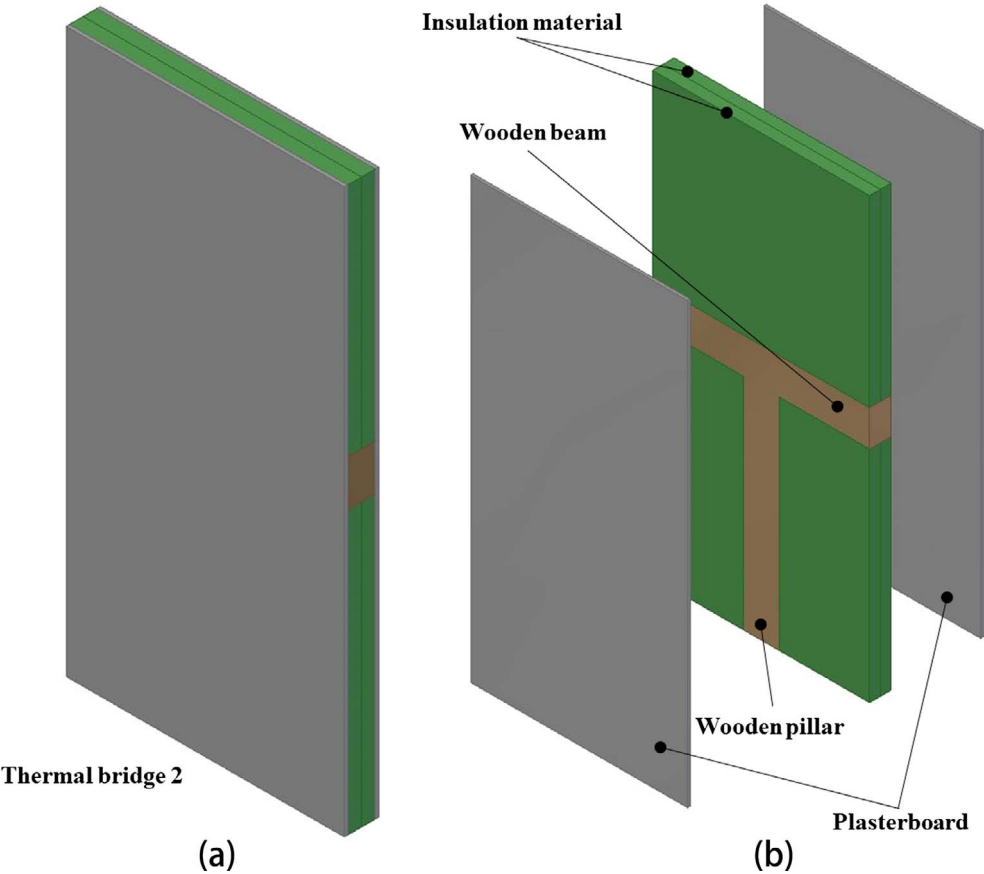 Insulation material
Wooden beam
Wooden pillar
Thermal bridge 2
Plasterboard
(a)
(b)